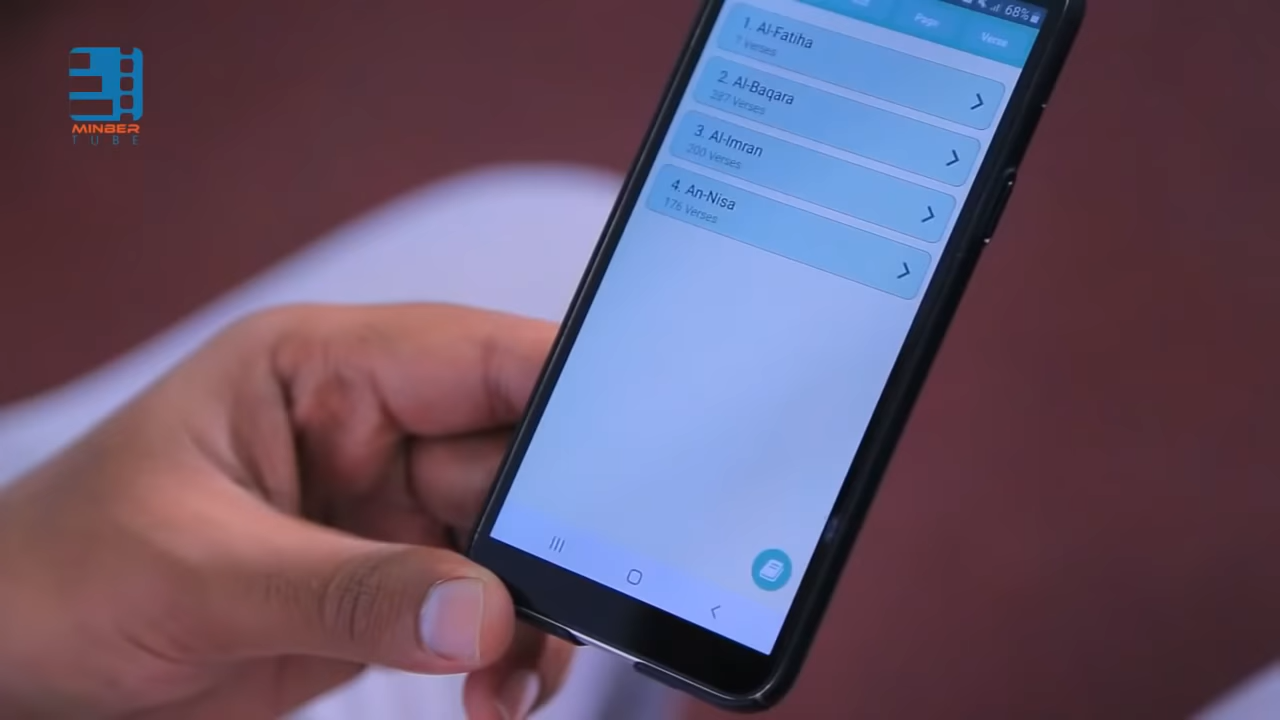 MINBER
TUBE
68%
Page
Verse
1. Al-Fatiha
7 Verses
2. Al-Baqara
287 Verses
3. Al-Imran
200 Verses
4. An-Nisa
176 Verses